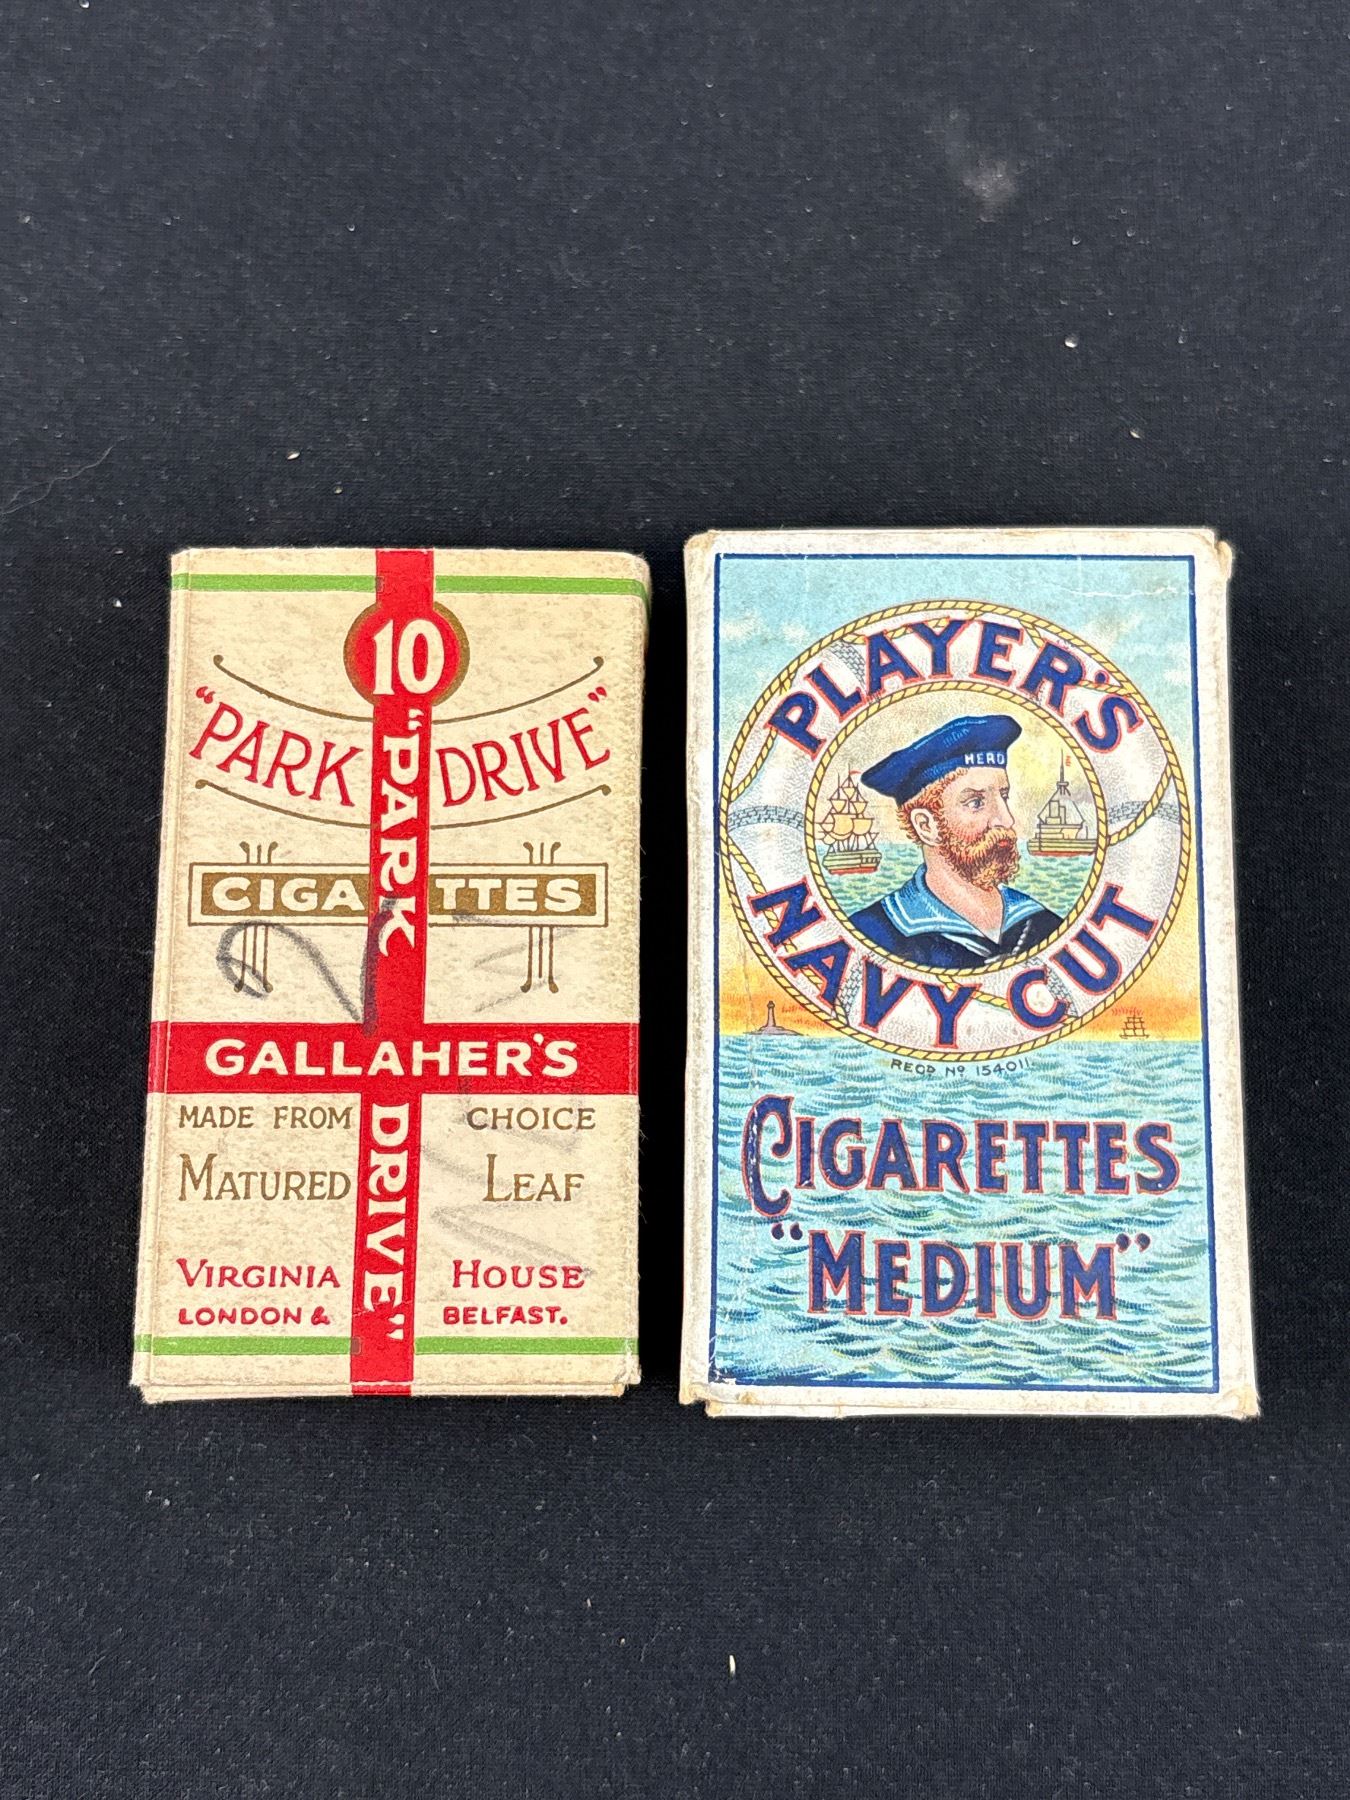 10
"PARK DRIVE"
CIGARETTES
"PARK DRIVE"
GALLAHER'S
MADE FROM CHOICE
MATURED LEAF
VIRGINIA HOUSE
LONDON & BELFAST.
2
PLAYER'S
HERO
NAVY CUT
REGD No 154011.
CIGARETTES
"MEDIUM"